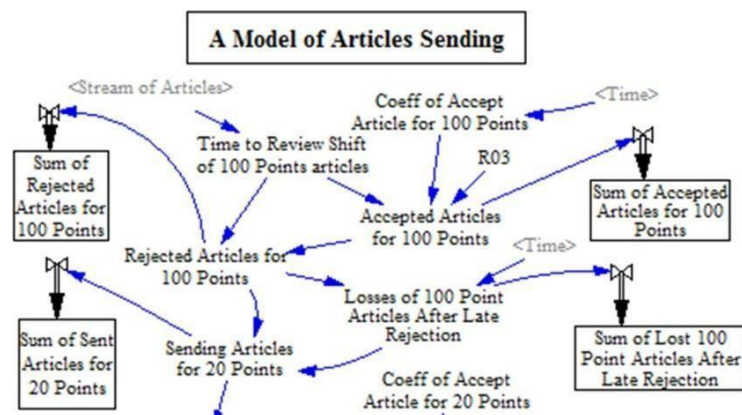 A Model of Articles Sending
<Stream of Articles>
Coeff of Accept
Article for 100 Points
<Time>
Time to Review Shift
of 100 Points articles
R03
Sum of
Rejected
Articles for
100 Points
Sum of Accepted
Articles for 100
Points
Accepted Articles
for 100 Points
Rejected Articles for
100 Points
<Time>
Losses of 100 Point
Articles After Late
Rejection
Sum of Sent
Articles for
20 Points
Sending Articles
for 20 Points
Sum of Lost 100
Point Articles After
Late Rejection
Coeff of Accept
Article for 20 Points